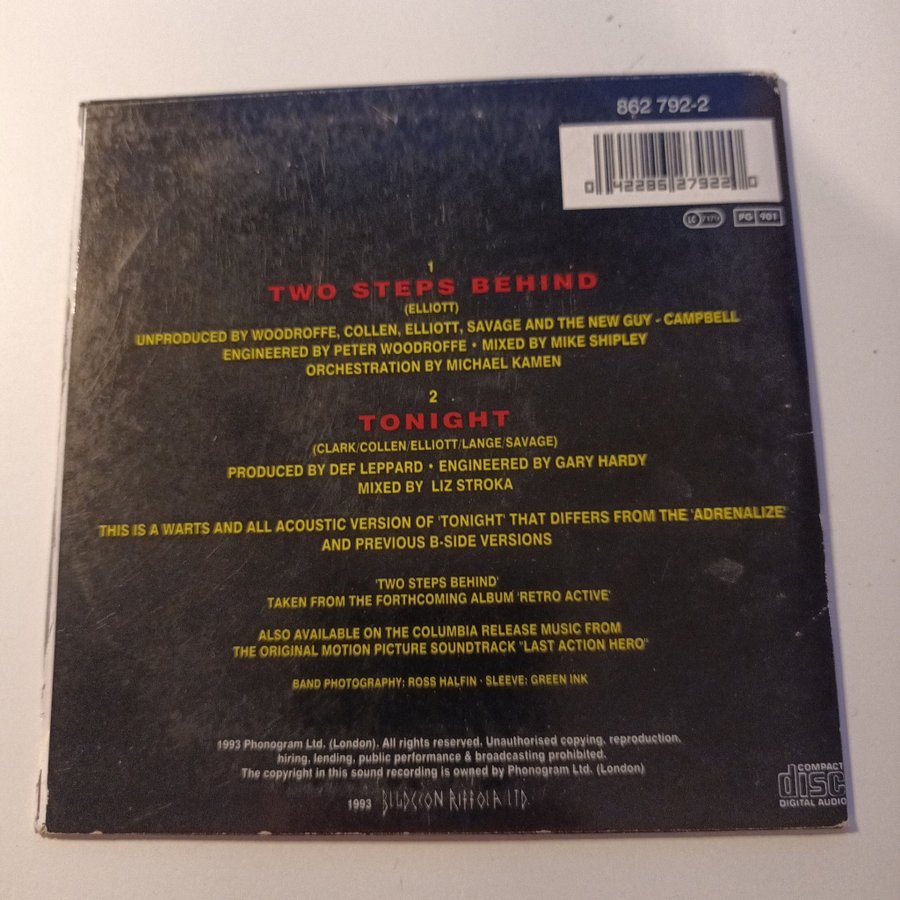 862 792-2
0 42286 27922 0
LC 7179
PG 901
1
TWO STEPS BEHIND
(ELLIOTT)
UNPRODUCED BY WOODROFFE, COLLEN, ELLIOTT, SAVAGE AND THE NEW GUY - CAMPBELL
ENGINEERED BY PETER WOODROFFE • MIXED BY MIKE SHIPLEY
ORCHESTRATION BY MICHAEL KAMEN
2
TONIGHT
(CLARK/COLLEN/ELLIOTT/LANGE/SAVAGE)
PRODUCED BY DEF LEPPARD • ENGINEERED BY GARY HARDY
MIXED BY LIZ STROKA
THIS IS A WARTS AND ALL ACOUSTIC VERSION OF 'TONIGHT' THAT DIFFERS FROM THE 'ADRENALIZE'
AND PREVIOUS B-SIDE VERSIONS
'TWO STEPS BEHIND'
TAKEN FROM THE FORTHCOMING ALBUM 'RETRO ACTIVE'
ALSO AVAILABLE ON THE COLUMBIA RELEASE MUSIC FROM
THE ORIGINAL MOTION PICTURE SOUNDTRACK "LAST ACTION HERO"
BAND PHOTOGRAPHY: ROSS HALFIN · SLEEVE: GREEN INK
1993 Phonogram Ltd. (London). All rights reserved. Unauthorised copying, reproduction,
hiring, lending, public performance & broadcasting prohibited.
The copyright in this sound recording is owned by Phonogram Ltd. (London)
1993 BLUDGEON RIFFOLA LTD.
COMPACT
disc
DIGITAL AUDIO